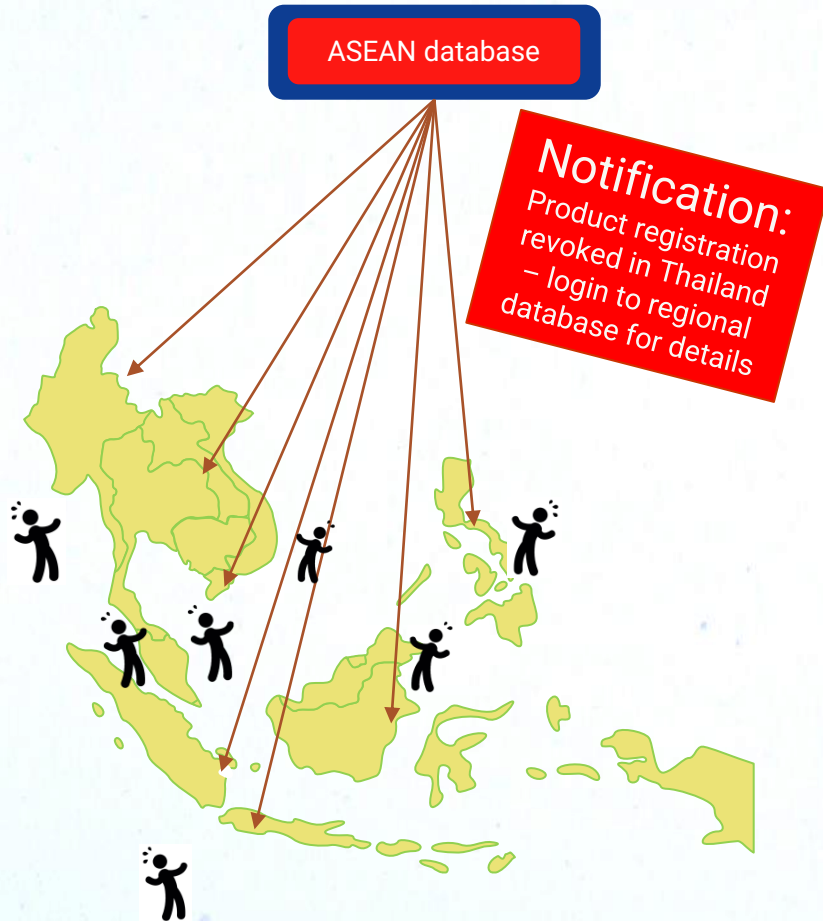 ASEAN database
Notification:
Product registration
revoked in Thailand
– login to regional
database for details